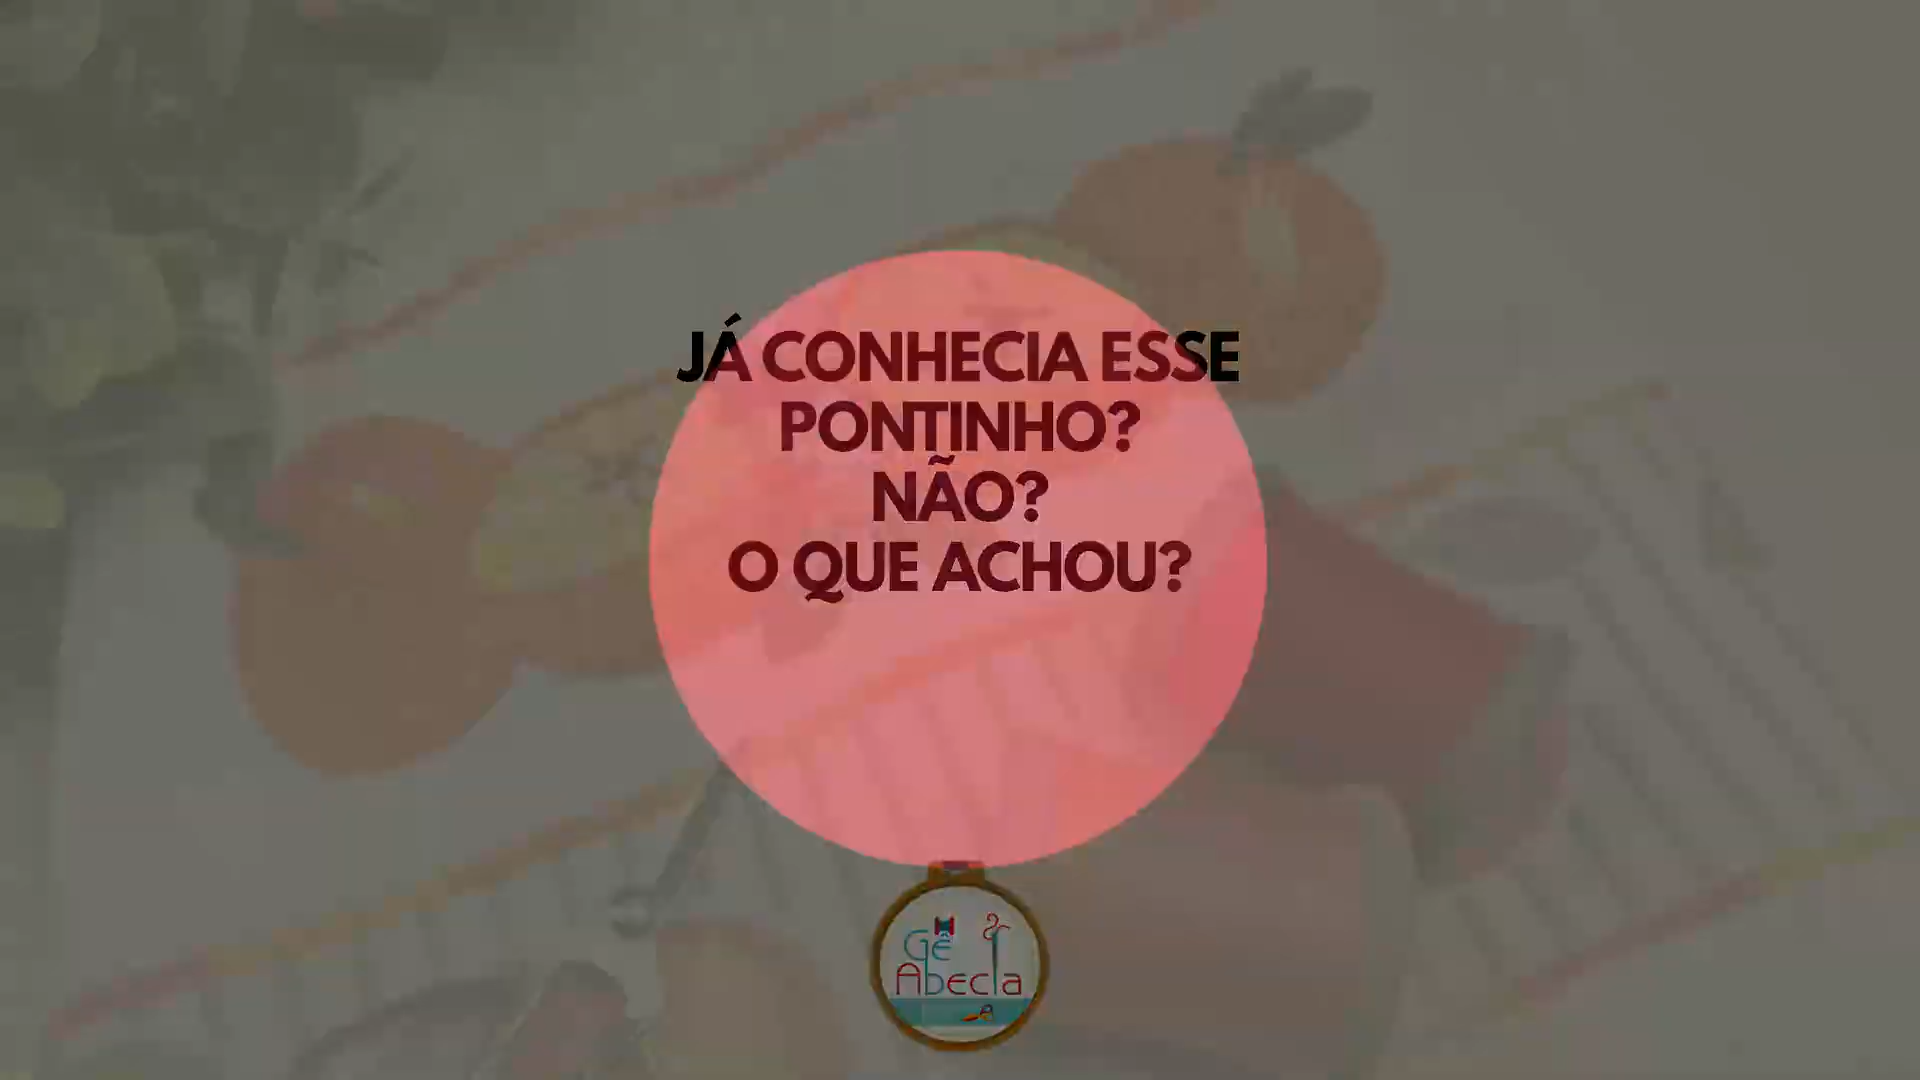 JÁ CONHECIA ESSE
PONTINHO?
NÃO?
O QUE ACHOU?
Gê
Abecla